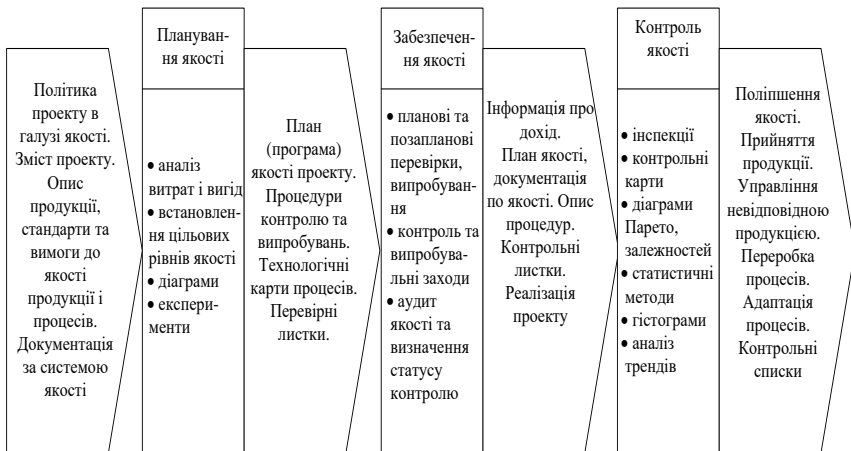 Політика
проекту в
галузі якості.
Зміст проекту.
Опис
продукції,
стандарти та
вимоги до
якості
продукції і
процесів.
Документація
за системою
якості
Плануван-
ня якості
• аналіз
витрат і вигід
• встановлен-
ня цільових
рівнів якості
• діаграми
• експери-
менти
План
(програма)
якості проекту.
Процедури
контролю та
випробувань.
Технологічні
карти процесів.
Перевірні
листки.
Забезпечен-
ня якості
• планові та
позапланові
перевірки,
випробування
• контроль та
випробува-
льні заходи
• аудит
якості та
визначення
статусу
контролю
Інформація про
дохід.
План якості,
документація
по якості. Опис
процедур.
Контрольні
листки.
Реалізація
проекту
Контроль
якості
• інспекції
• контрольні
карти
• діаграми
Парето,
залежностей
• статистичні
методи
• гістограми
• аналіз
трендів
Поліпшення
якості.
Прийняття
продукції.
Управління
невідповідною
продукцією.
Переробка
процесів.
Адаптація
процесів.
Контрольні
списки